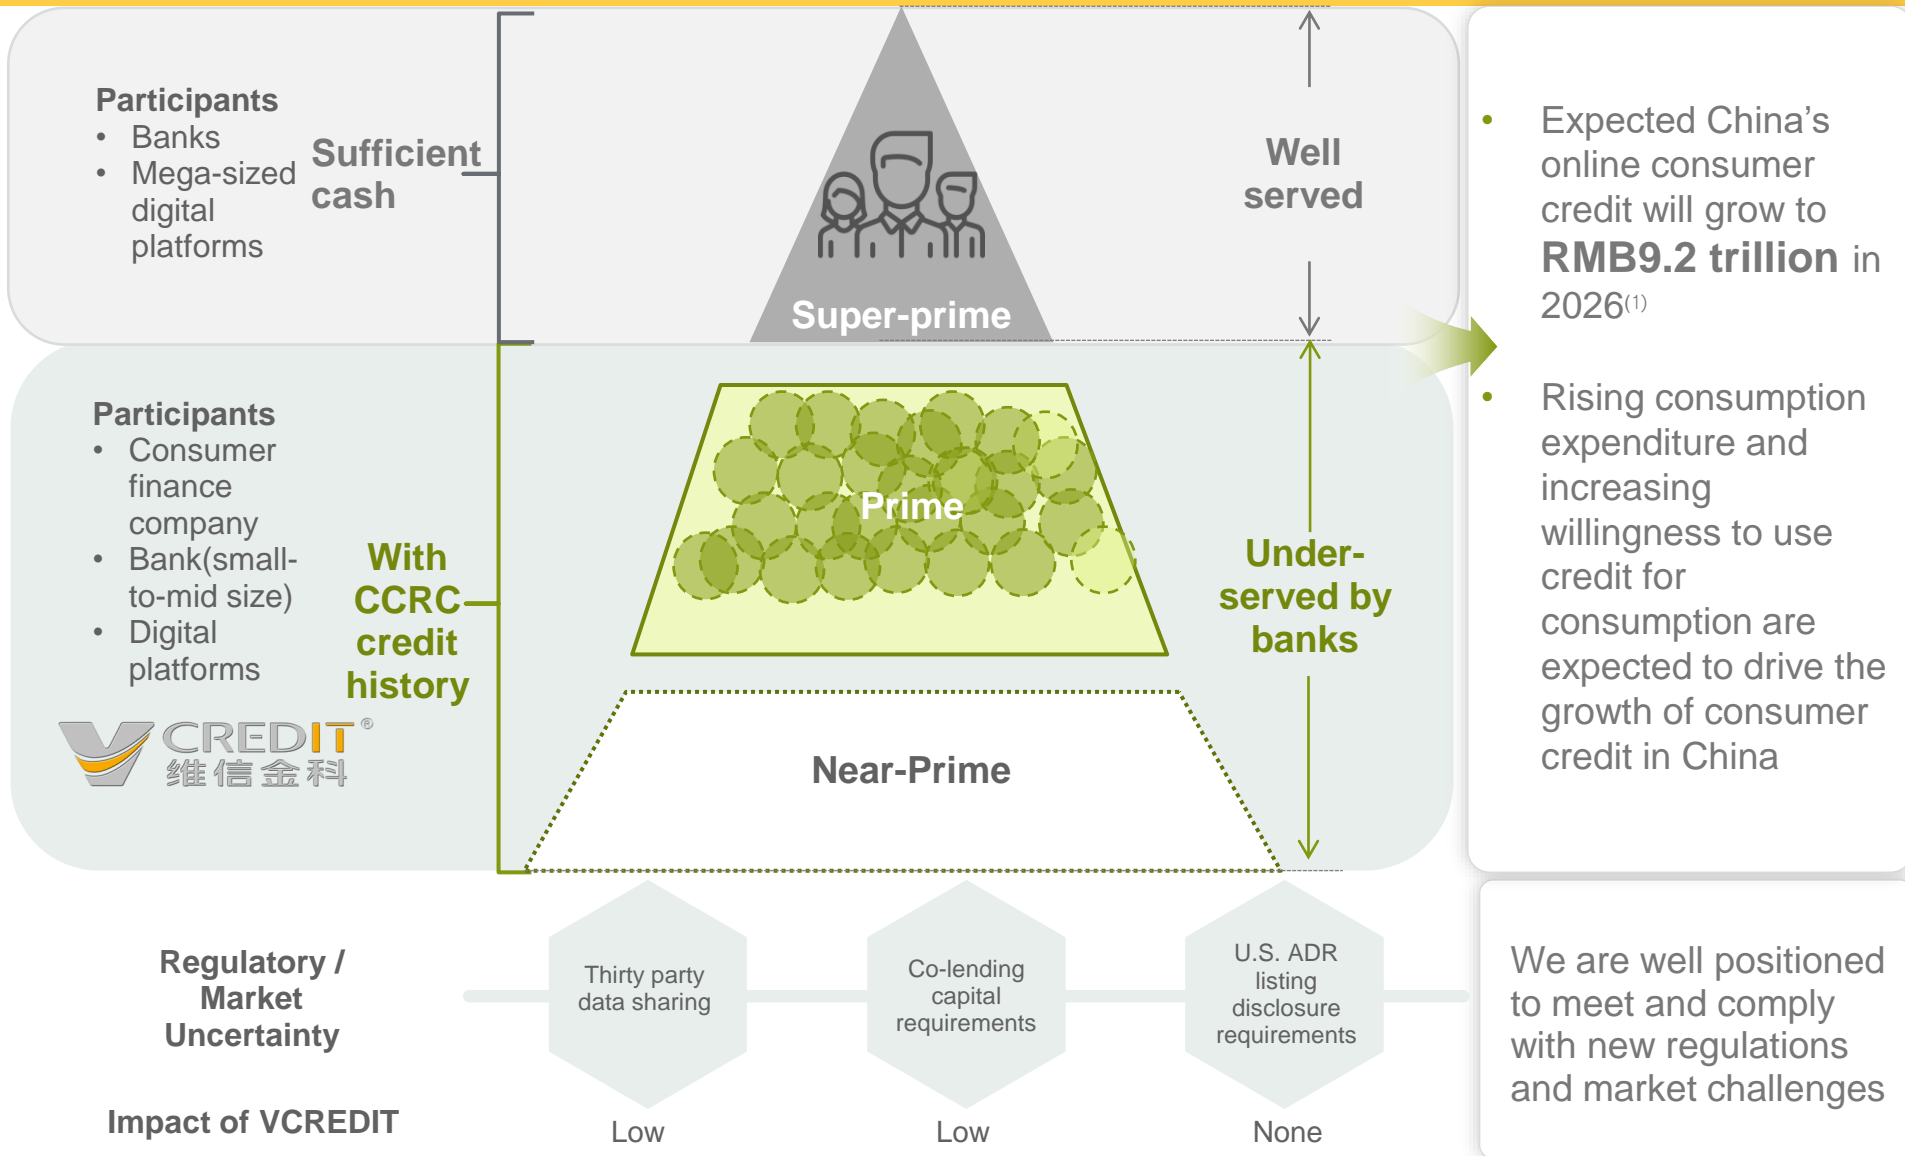 Participants
• Banks
• Mega-sized
digital
platforms
Sufficient
cash
Super-prime
Well
served
Participants
• Consumer
finance
company
• Bank(small-
to-mid size)
• Digital
platforms
VCREDIT®
维信金科
With
CCRC
credit
history
Prime
Near-Prime
Under-
served by
banks
• Expected China’s
online consumer
credit will grow to
RMB9.2 trillion in
2026(1)
• Rising consumption
expenditure and
increasing
willingness to use
credit for
consumption are
expected to drive the
growth of consumer
credit in China
Regulatory /
Market
Uncertainty
Thirty party
data sharing
Co-lending
capital
requirements
U.S. ADR
listing
disclosure
requirements
We are well positioned
to meet and comply
with new regulations
and market challenges
Impact of VCREDIT
Low
Low
None